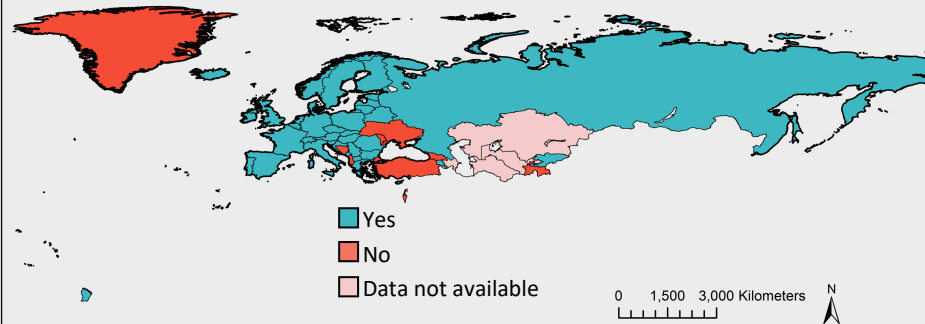 Yes
No
Data not available
0 1,500 3,000 Kilometers
N